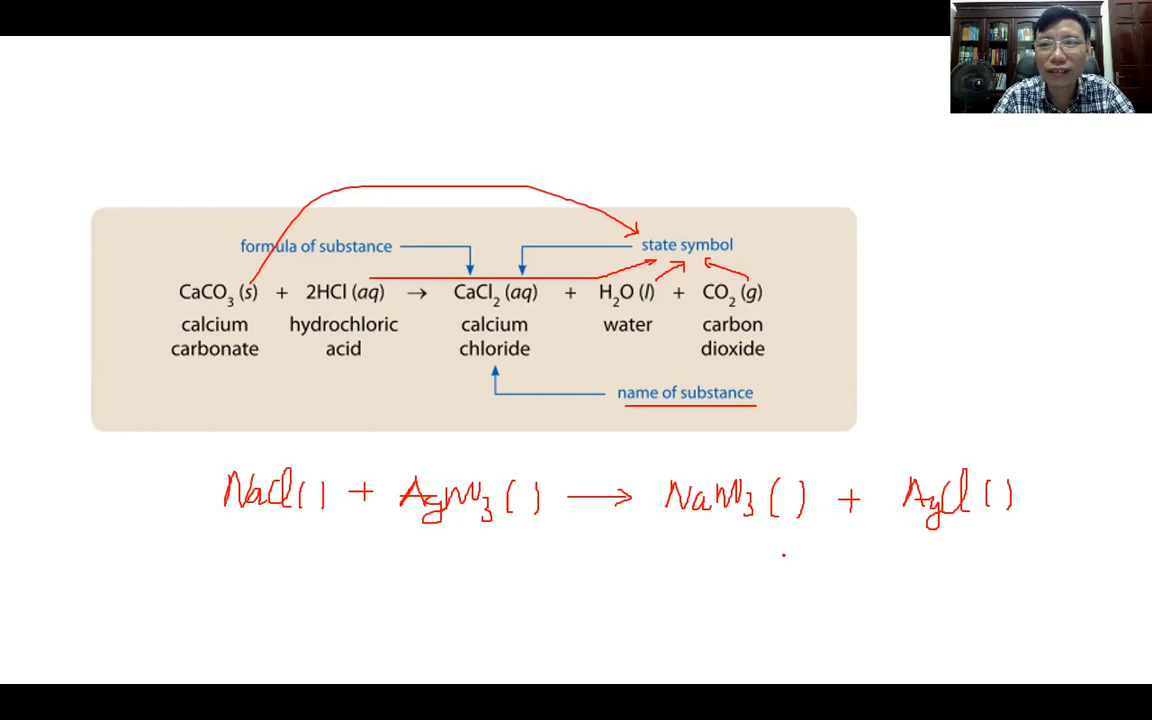 formula of substance state symbol
CaCO₃ (s) + 2HCl (aq) → CaCl₂ (aq) + H₂O (l) + CO₂ (g)
calcium hydrochloric calcium water carbon
carbonate acid chloride dioxide
name of substance
NaCl ( ) + AgNO₃ ( ) → NaNO₃ ( ) + AgCl ( )